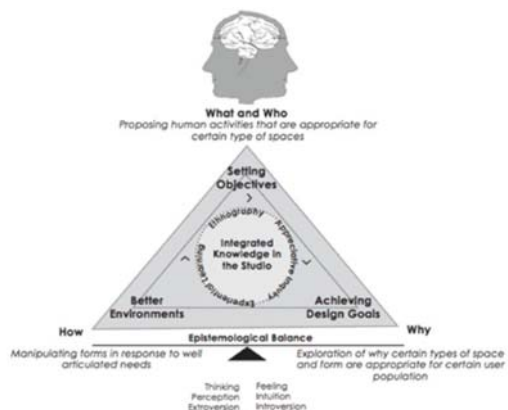 What and Who
Proposing human activities that are appropriate for
certain type of spaces
Setting
Objectives
Ethnography
Appreciative Inquiry
Experiential Learning
Integrated
Knowledge in
the Studio
Better
Environments
Achieving
Design Goals
How
Why
Epistemological Balance
Manipulating forms in response to well
articulated needs
Exploration of why certain types of space
and form are appropriate for certain user
population
Thinking Feeling
Perception Intuition
Extroversion Introversion